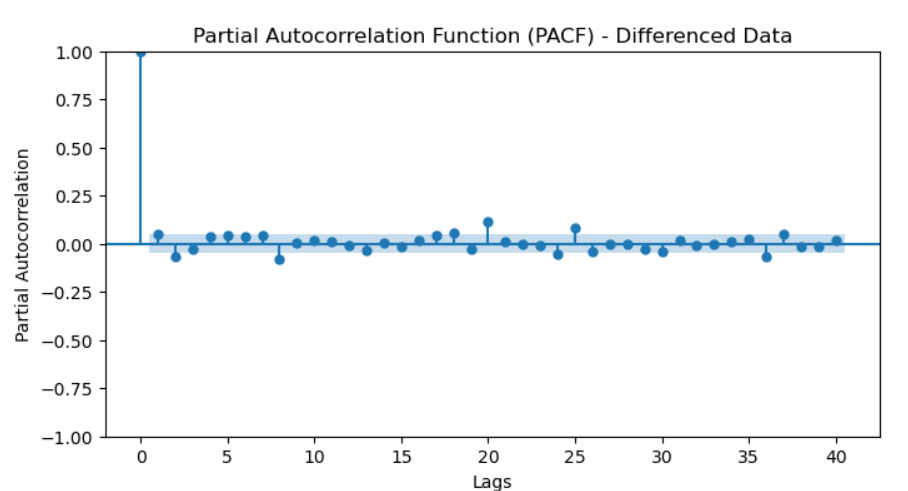 Partial Autocorrelation Function (PACF) - Differenced Data
1.00
0.75
0.50
0.25
0.00
−0.25
−0.50
−0.75
−1.00
Partial Autocorrelation
0 5 10 15 20 25 30 35 40
Lags